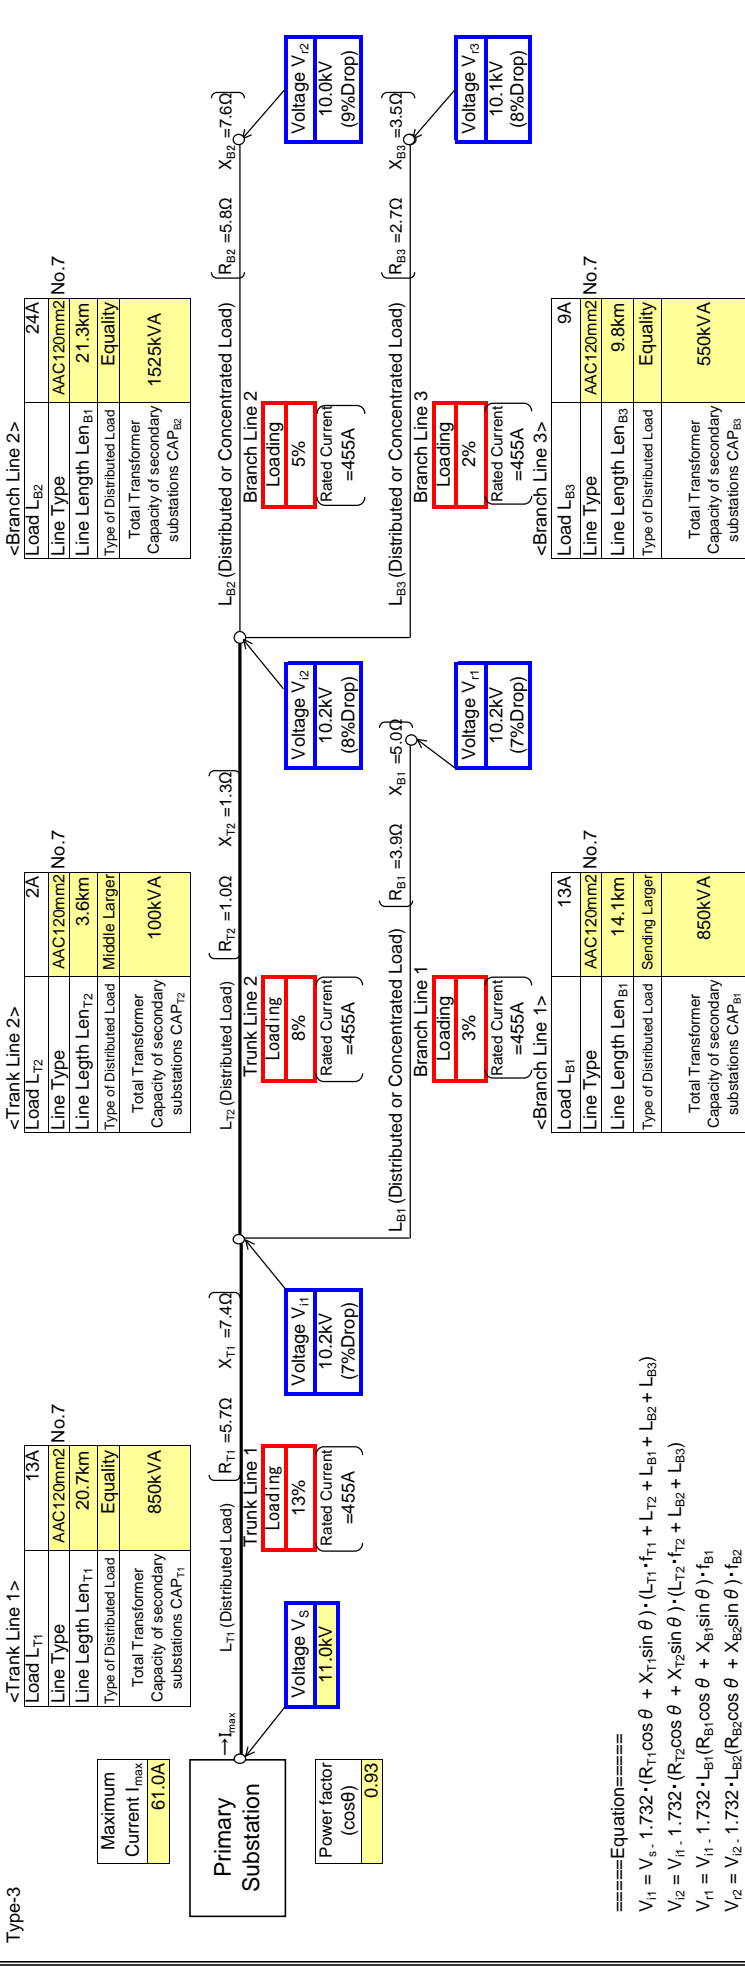 Type-3
<Trank Line 1>
Load L_T1 13A
Line Type AAC120mm2 No.7
Line Legth Len_T1 20.7km
Type of Distributed Load Equality
Total Transformer
Capacity of secondary
substations CAP_T1
850kVA
<Trank Line 2>
Load L_T2 2A
Line Type AAC120mm2 No.7
Line Legth Len_T2 3.6km
Type of Distributed Load Middle Larger
Total Transformer
Capacity of secondary
substations CAP_T2
100kVA
<Branch Line 2>
Load L_B2 24A
Line Type AAC120mm2 No.7
Line Length Len_B1 21.3km
Type of Distributed Load Equality
Total Transformer
Capacity of secondary
substations CAP_B2
1525kVA
Maximum
Current I_max
61.0A
Primary
Substation
→I_max
Power factor
(cosθ)
0.93
Voltage V_S
11.0kV
L_T1 (Distributed Load)
R_T1 =5.7Ω X_T1 =7.4Ω
Trunk Line 1
Loading
13%
Rated Current
=455A
Voltage V_i1
10.2kV
(7%Drop)
L_T2 (Distributed Load)
R_T2 =1.0Ω X_T2 =1.3Ω
Trunk Line 2
Loading
8%
Rated Current
=455A
Voltage V_i2
10.2kV
(8%Drop)
L_B2 (Distributed or Concentrated Load)
R_B2 =5.8Ω X_B2 =7.6Ω
Branch Line 2
Loading
5%
Rated Current
=455A
Voltage V_r2
10.0kV
(9%Drop)
L_B1 (Distributed or Concentrated Load)
R_B1 =3.9Ω X_B1 =5.0Ω
Branch Line 1
Loading
3%
Rated Current
=455A
Voltage V_r1
10.2kV
(7%Drop)
L_B3 (Distributed or Concentrated Load)
R_B3 =2.7Ω X_B3 =3.5Ω
Branch Line 3
Loading
2%
Rated Current
=455A
Voltage V_r3
10.1kV
(8%Drop)
<Branch Line 1>
Load L_B1 13A
Line Type AAC120mm2 No.7
Line Length Len_B1 14.1km
Type of Distributed Load Sending Larger
Total Transformer
Capacity of secondary
substations CAP_B1
850kVA
<Branch Line 3>
Load L_B3 9A
Line Type AAC120mm2 No.7
Line Length Len_B3 9.8km
Type of Distributed Load Equality
Total Transformer
Capacity of secondary
substations CAP_B3
550kVA
=====Equation=====
V_i1 = V_s - 1.732・(R_T1cosθ + X_T1sinθ)・(L_T1・f_T1 + L_T2 + L_B1 + L_B2 + L_B3)
V_i2 = V_i1 - 1.732・(R_T2cosθ + X_T2sinθ)・(L_T2・f_T2 + L_B2 + L_B3)
V_r1 = V_i1 - 1.732・L_B1(R_B1cosθ + X_B1sinθ)・f_B1
V_r2 = V_i2 - 1.732・L_B2(R_B2cosθ + X_B2sinθ)・f_B2